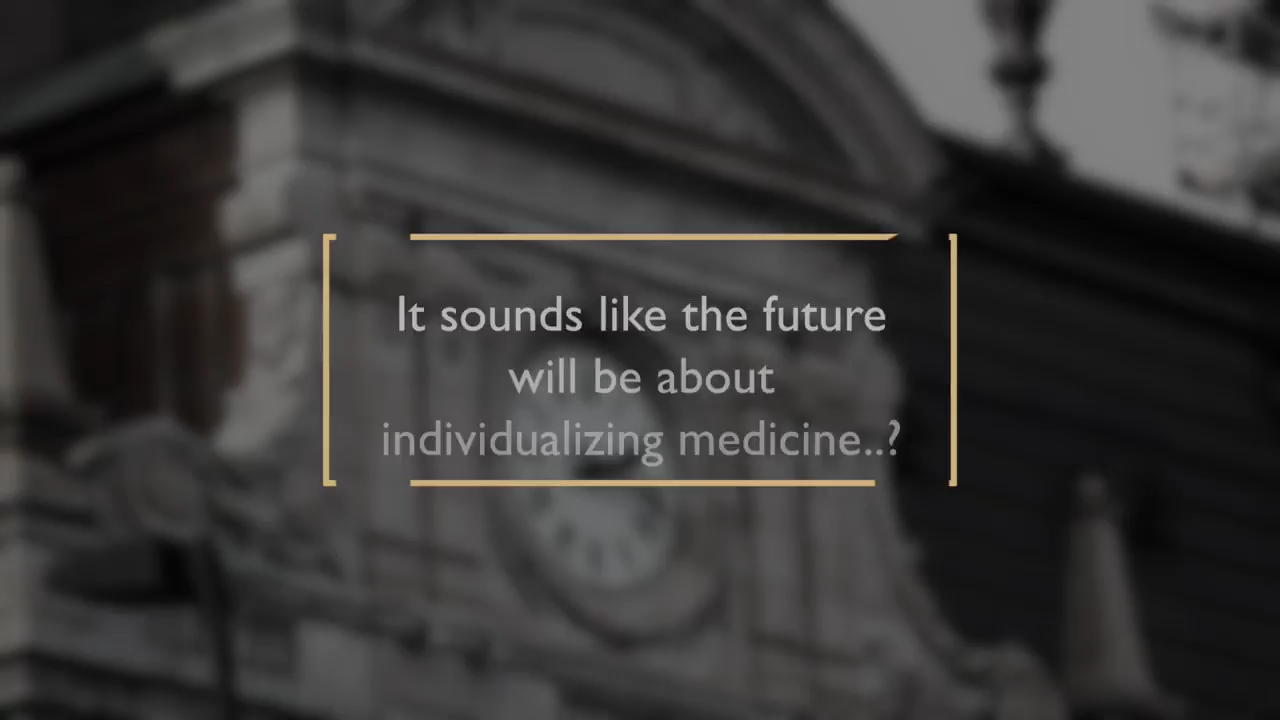 It sounds like the future
will be about
individualizing medicine..?